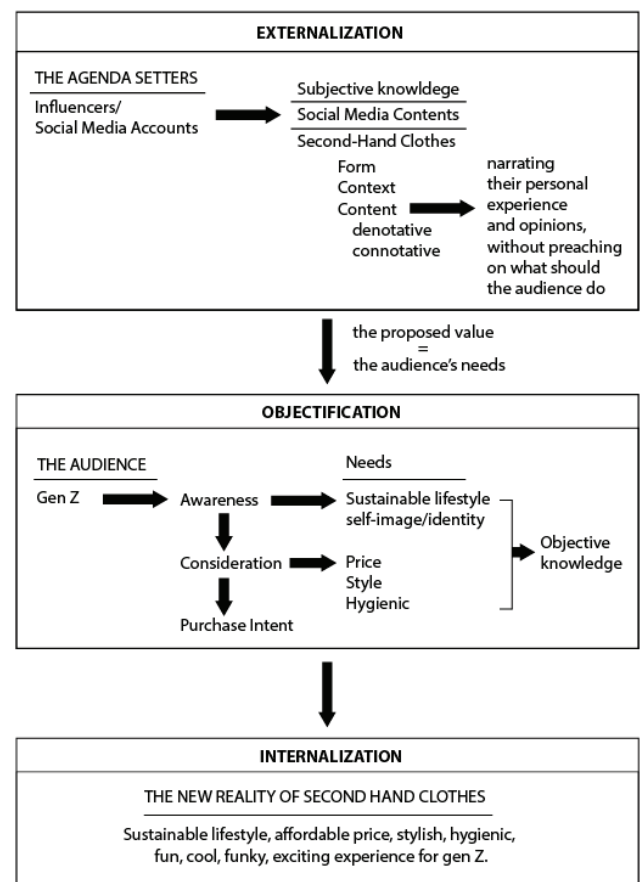 EXTERNALIZATION
THE AGENDA SETTERS
Influencers/
Social Media Accounts
Subjective knowldege
Social Media Contents
Second-Hand Clothes
Form
Context
Content
denotative
connotative
narrating
their personal
experience
and opinions,
without preaching
on what should
the audience do
the proposed value
=
the audience's needs
OBJECTIFICATION
THE AUDIENCE
Gen Z
Awareness
Consideration
Purchase Intent
Needs
Sustainable lifestyle
self-image/identity
Price
Style
Hygienic
Objective
knowledge
INTERNALIZATION
THE NEW REALITY OF SECOND HAND CLOTHES
Sustainable lifestyle, affordable price, stylish, hygienic,
fun, cool, funky, exciting experience for gen Z.